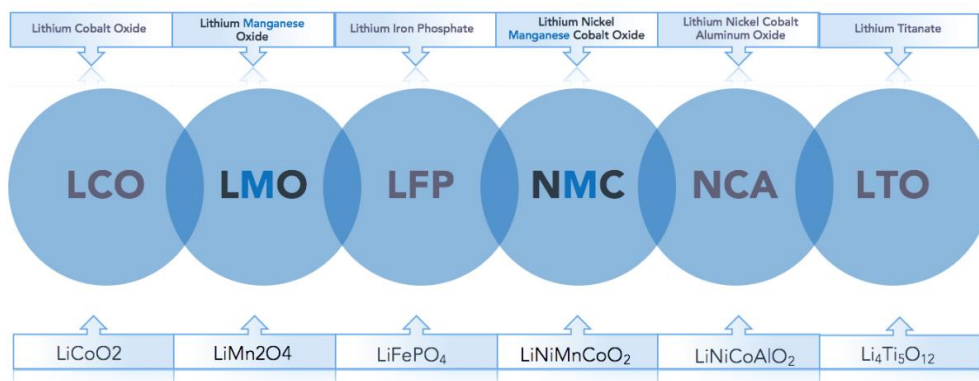 Lithium Cobalt Oxide
Lithium Manganese
Oxide
Lithium Iron Phosphate
Lithium Nickel
Manganese Cobalt Oxide
Lithium Nickel Cobalt
Aluminum Oxide
Lithium Titanate
LCO
LMO
LFP
NMC
NCA
LTO
LiCoO2
LiMn2O4
LiFePO₄
LiNiMnCoO₂
LiNiCoAlO₂
Li₄Ti₅O₁₂